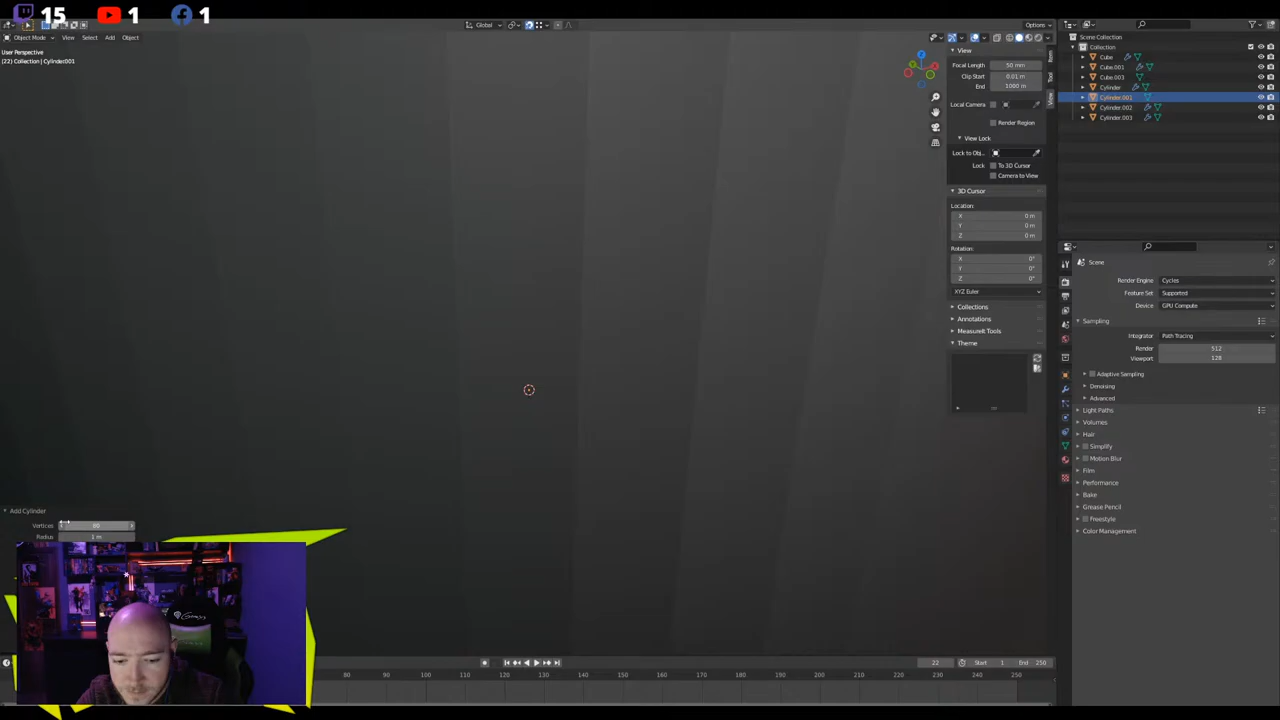 15
1
1
Global
Options
Object Mode
View
Select
Add
Object
User Perspective
(22) Collection | Cylinder.001
View
Focal Length
50 mm
Clip Start
0.01 m
End
1000 m
Local Camera
Render Region
View Lock
Lock to Obj...
Lock
To 3D Cursor
Camera to View
3D Cursor
Location:
X
0 m
Y
0 m
Z
0 m
Rotation:
X
0°
Y
0°
Z
0°
XYZ Euler
Collections
Annotations
MeasureIt Tools
Theme
Item
Tool
View
Scene Collection
Collection
Cube
Cube.001
Cube.003
Cylinder
Cylinder.001
Cylinder.002
Cylinder.003
Scene
Render Engine
Cycles
Feature Set
Supported
Device
GPU Compute
Sampling
Integrator
Path Tracing
Render
512
Viewport
128
Adaptive Sampling
Denoising
Advanced
Light Paths
Volumes
Hair
Simplify
Motion Blur
Film
Performance
Bake
Grease Pencil
Freestyle
Color Management
Add Cylinder
Vertices
Radius
1 m
22
Start
1
End
250
80
90
100
110
120
130
140
150
160
170
180
190
200
210
220
230
240
250